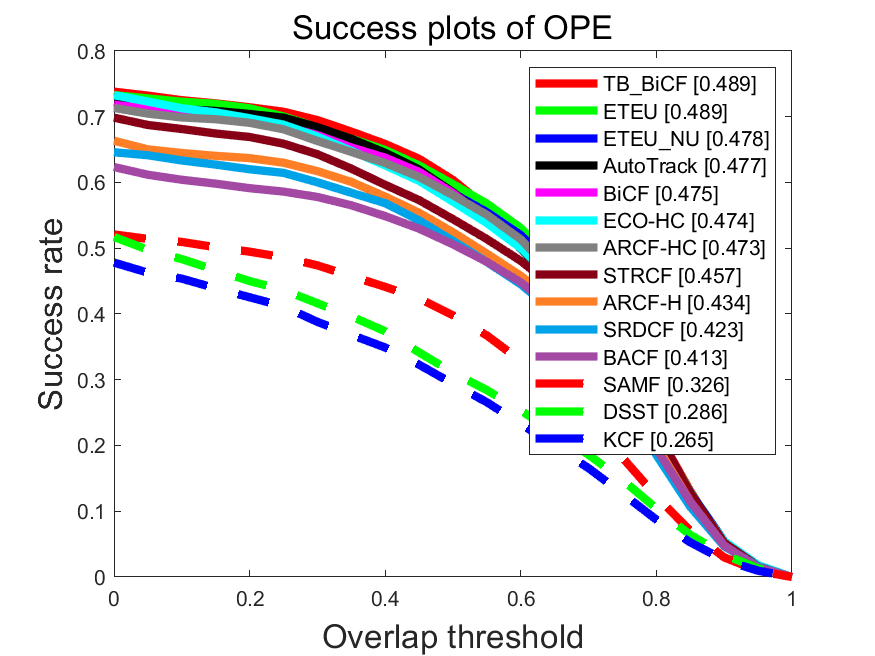 Success plots of OPE
0.8
0.7
0.6
0.5
0.4
0.3
0.2
0.1
0
Success rate
TB_BiCF [0.489]
ETEU [0.489]
ETEU_NU [0.478]
AutoTrack [0.477]
BiCF [0.475]
ECO-HC [0.474]
ARCF-HC [0.473]
STRCF [0.457]
ARCF-H [0.434]
SRDCF [0.423]
BACF [0.413]
SAMF [0.326]
DSST [0.286]
KCF [0.265]
0 0.2 0.4 0.6 0.8 1
Overlap threshold